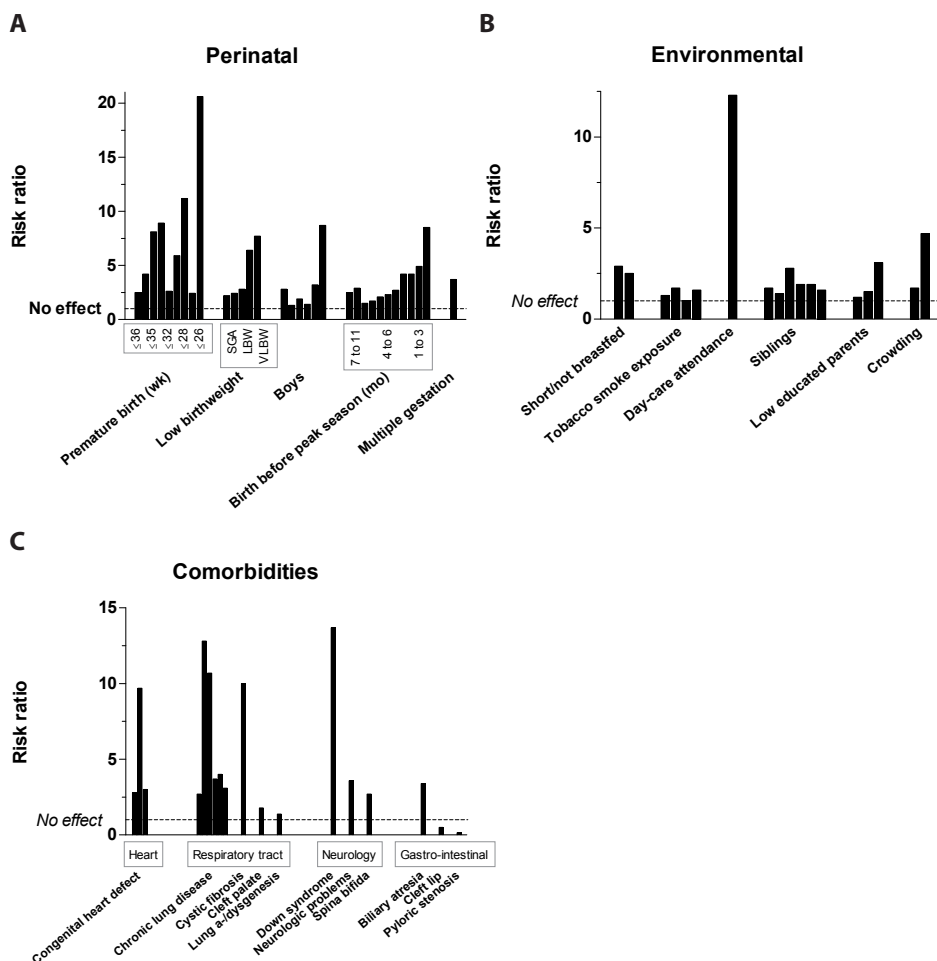 A
Perinatal
Risk ratio
20
15
10
5
0
No effect
≤36
≤35
≤32
≤28
≤26
SGA
LBW
VLBW
7 to 11
4 to 6
1 to 3
Premature birth (wk)
Low birthweight
Boys
Birth before peak season (mo)
Multiple gestation
B
Environmental
Risk ratio
10
5
0
No effect
Short/not breastfed
Tobacco smoke exposure
Day-care attendance
Siblings
Low educated parents
Crowding
C
Comorbidities
Risk ratio
15
10
5
0
No effect
Heart
Respiratory tract
Neurology
Gastro-intestinal
Congenital heart defect
Chronic lung disease
Cystic fibrosis
Cleft palate
Lung a-/dysgenesis
Down syndrome
Neurologic problems
Spina bifida
Biliary atresia
Cleft lip
Pyloric stenosis